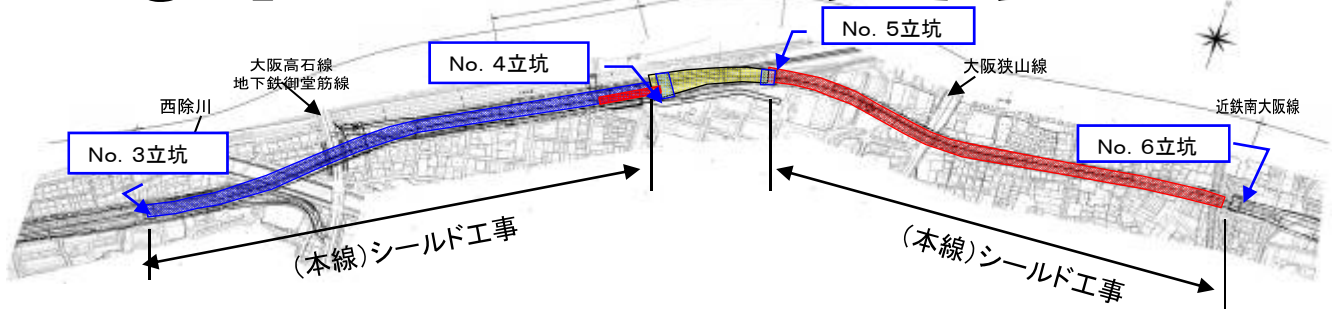 No. 5立坑
No. 4立坑
大阪高石線
地下鉄御堂筋線
大阪狭山線
西除川
近鉄南大阪線
No. 3立坑
No. 6立坑
(本線)シールド工事
(本線)シールド工事